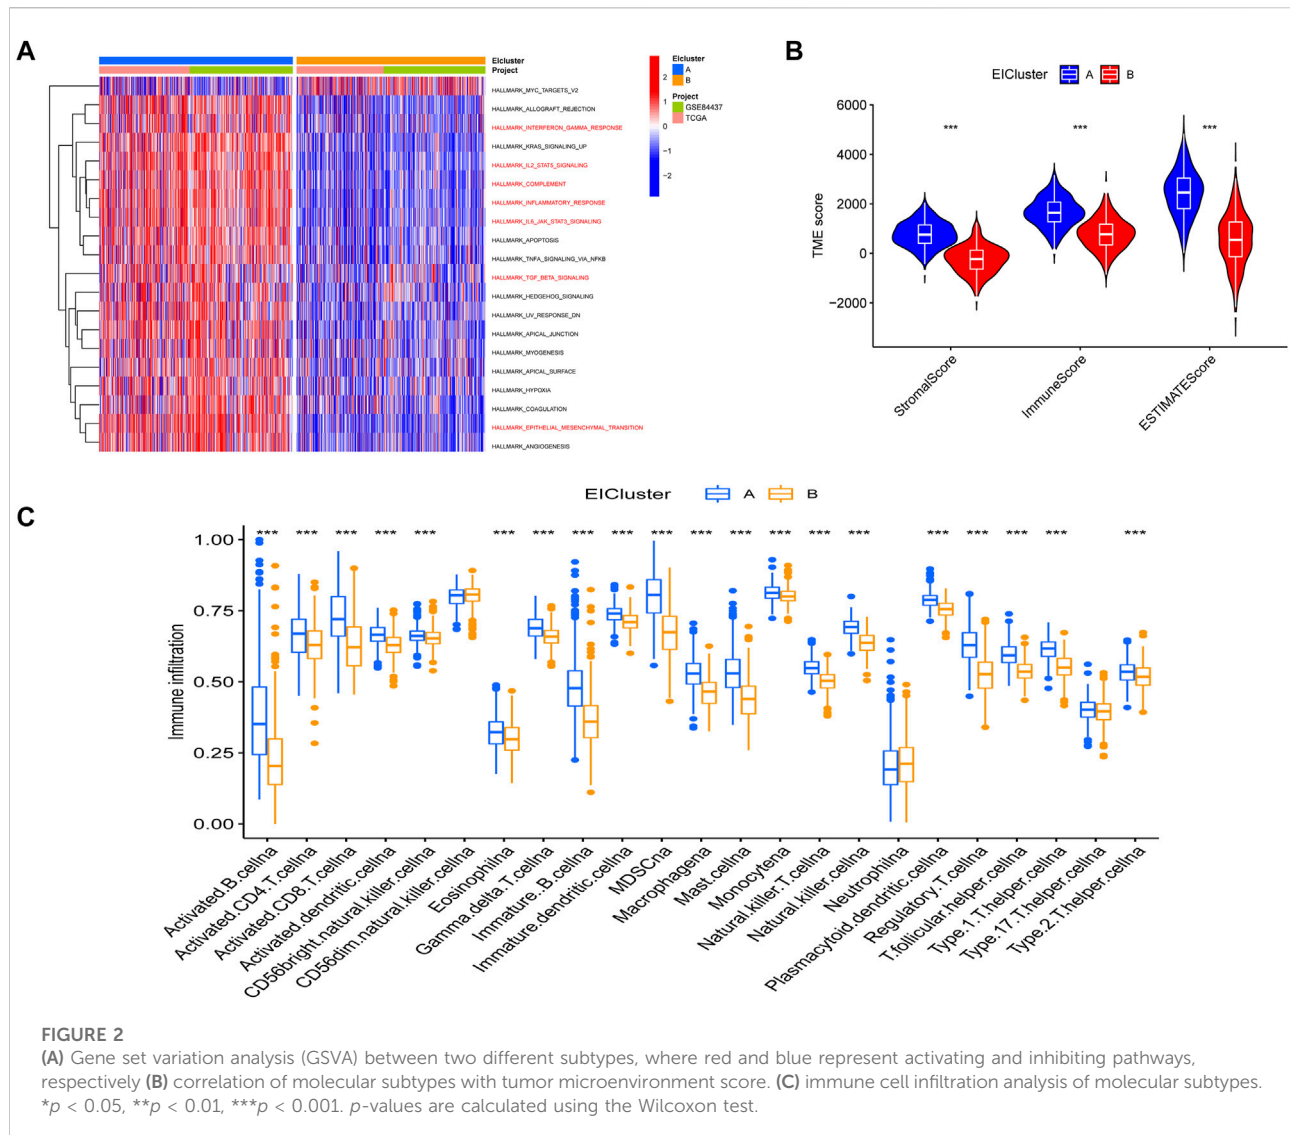 A
EIcluster
Project
2
1
0
−1
−2
EIcluster
A
B
Project
GSE84437
TCGA
HALLMARK_MYC_TARGETS_V2
HALLMARK_ALLOGRAFT_REJECTION
HALLMARK_INTERFERON_GAMMA_RESPONSE
HALLMARK_KRAS_SIGNALING_UP
HALLMARK_IL2_STAT5_SIGNALING
HALLMARK_COMPLEMENT
HALLMARK_INFLAMMATORY_RESPONSE
HALLMARK_IL6_JAK_STAT3_SIGNALING
HALLMARK_APOPTOSIS
HALLMARK_TNFA_SIGNALING_VIA_NFKB
HALLMARK_TGF_BETA_SIGNALING
HALLMARK_HEDGEHOG_SIGNALING
HALLMARK_UV_RESPONSE_DN
HALLMARK_APICAL_JUNCTION
HALLMARK_MYOGENESIS
HALLMARK_APICAL_SURFACE
HALLMARK_HYPOXIA
HALLMARK_COAGULATION
HALLMARK_EPITHELIAL_MESENCHYMAL_TRANSITION
HALLMARK_ANGIOGENESIS
B
EICluster A B
6000
4000
2000
0
−2000
TME score
*** *** ***
StromalScore
ImmuneScore
ESTIMATEScore
C
EICluster A B
1.00
0.75
0.50
0.25
0.00
Immune infiltration
*** *** *** *** *** *** *** *** *** *** *** *** *** *** *** *** *** *** *** ***
Activated.B.cellna
Activated.CD4.T.cellna
Activated.CD8.T.cellna
Activated.dendritic.cellna
CD56bright.natural.killer.cellna
CD56dim.natural.killer.cellna
Eosinophilna
Gamma.delta.T.cellna
Immature..B.cellna
Immature.dendritic.cellna
MDSCna
Macrophagena
Mast.cellna
Monocytena
Natural.killer.T.cellna
Natural.killer.cellna
Neutrophilna
Plasmacytoid.dendritic.cellna
Regulatory.T.cellna
T.follicular.helper.cellna
Type.1.T.helper.cellna
Type.17.T.helper.cellna
Type.2.T.helper.cellna
FIGURE 2
(A) Gene set variation analysis (GSVA) between two different subtypes, where red and blue represent activating and inhibiting pathways,
respectively (B) correlation of molecular subtypes with tumor microenvironment score. (C) immune cell infiltration analysis of molecular subtypes.
*p < 0.05, **p < 0.01, ***p < 0.001. p-values are calculated using the Wilcoxon test.